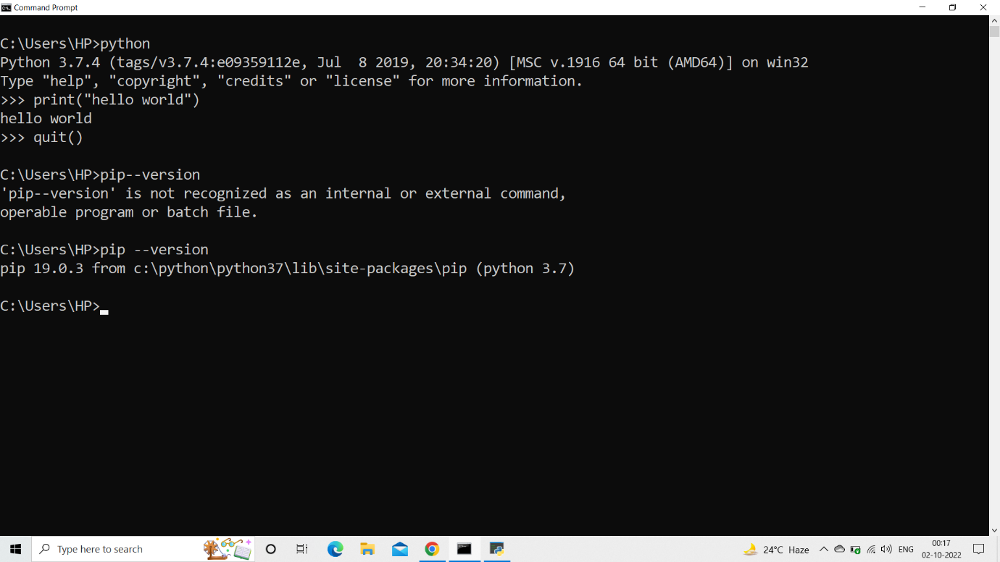 Command Prompt
C:\Users\HP>python
Python 3.7.4 (tags/v3.7.4:e09359112e, Jul  8 2019, 20:34:20) [MSC v.1916 64 bit (AMD64)] on win32
Type "help", "copyright", "credits" or "license" for more information.
>>> print("hello world")
hello world
>>> quit()
C:\Users\HP>pip--version
'pip--version' is not recognized as an internal or external command,
operable program or batch file.
C:\Users\HP>pip --version
pip 19.0.3 from c:\python\python37\lib\site-packages\pip (python 3.7)
C:\Users\HP>
Type here to search
24°C Haze
ENG
00:17
02-10-2022